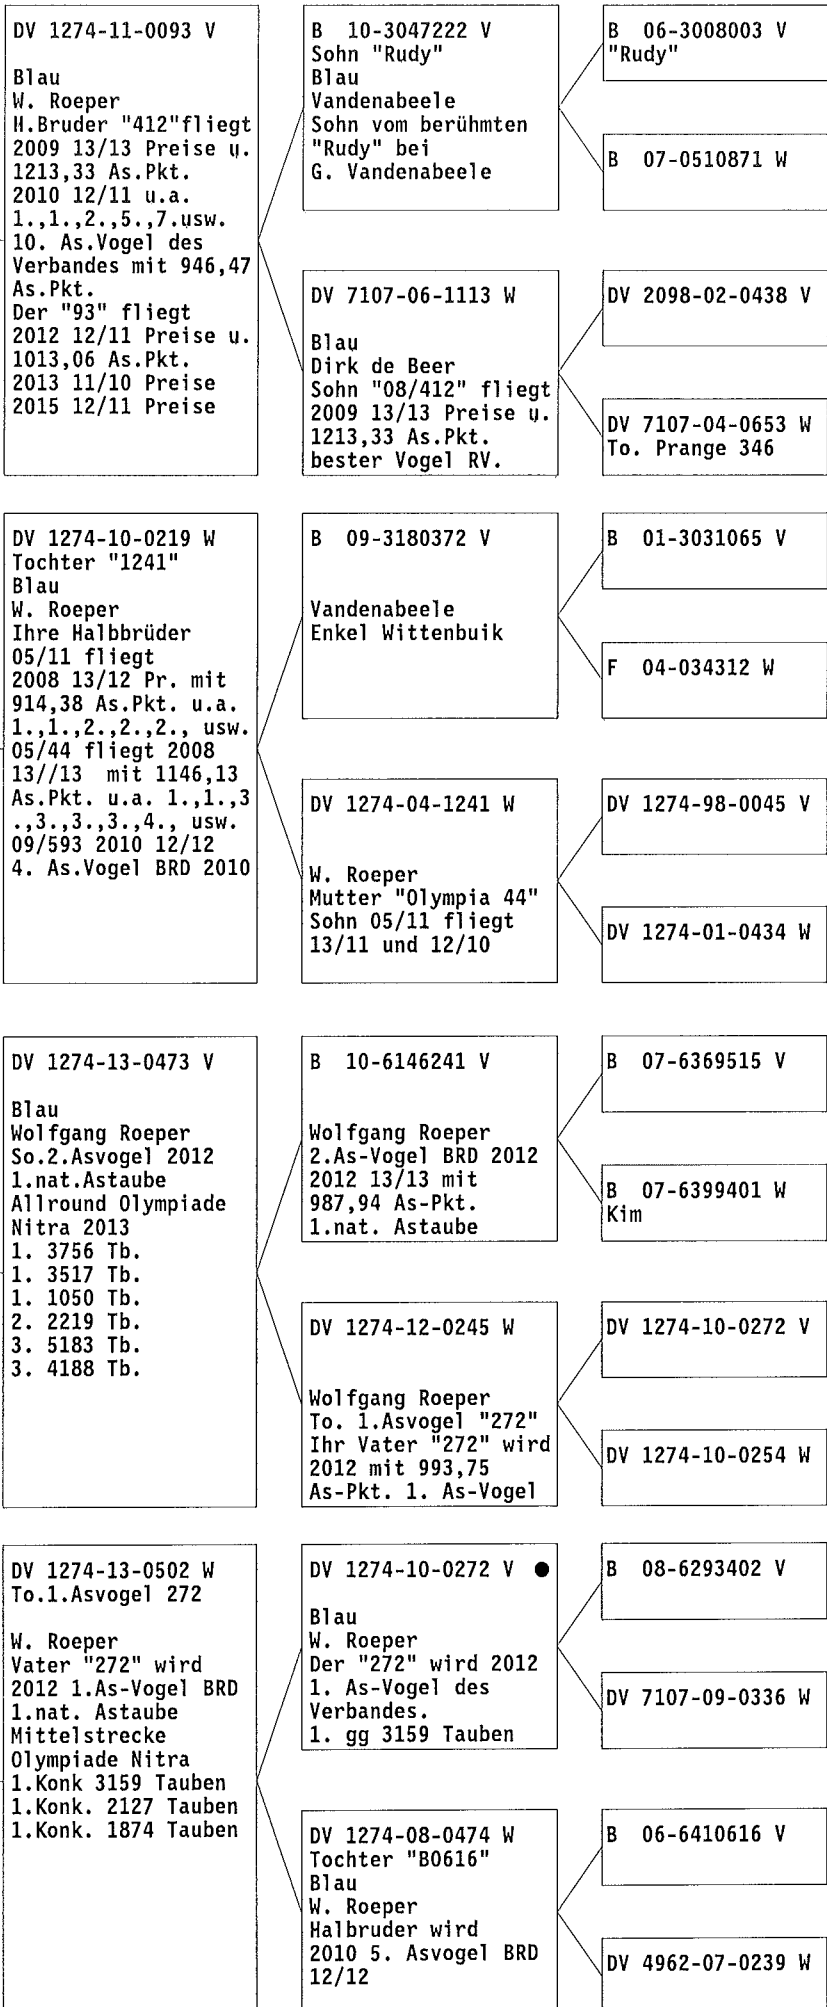 DV 1274-11-0093 V
Blau
W. Roeper
H.Bruder "412"fliegt
2009 13/13 Preise u.
1213,33 As.Pkt.
2010 12/11 u.a.
1.,1.,2.,5.,7.usw.
10. As.Vogel des
Verbandes mit 946,47
As.Pkt.
Der "93" fliegt
2012 12/11 Preise u.
1013,06 As.Pkt.
2013 11/10 Preise
2015 12/11 Preise
B 10-3047222 V
Sohn "Rudy"
Blau
Vandenabeele
Sohn vom berühmten
"Rudy" bei
G. Vandenabeele
B 06-3008003 V
"Rudy"
B 07-0510871 W
DV 7107-06-1113 W
Blau
Dirk de Beer
Sohn "08/412" fliegt
2009 13/13 Preise u.
1213,33 As.Pkt.
bester Vogel RV.
DV 2098-02-0438 V
DV 7107-04-0653 W
To. Prange 346
DV 1274-10-0219 W
Tochter "1241"
Blau
W. Roeper
Ihre Halbbrüder
05/11 fliegt
2008 13/12 Pr. mit
914,38 As.Pkt. u.a.
1.,1.,2.,2.,2., usw.
05/44 fliegt 2008
13//13 mit 1146,13
As.Pkt. u.a. 1.,1.,3
.,3.,3.,3.,4., usw.
09/593 2010 12/12
4. As.Vogel BRD 2010
B 09-3180372 V
Vandenabeele
Enkel Wittenbuik
B 01-3031065 V
F 04-034312 W
DV 1274-04-1241 W
W. Roeper
Mutter "Olympia 44"
Sohn 05/11 fliegt
13/11 und 12/10
DV 1274-98-0045 V
DV 1274-01-0434 W
DV 1274-13-0473 V
Blau
Wolfgang Roeper
So.2.Asvogel 2012
1.nat.Astaube
Allround Olympiade
Nitra 2013
1. 3756 Tb.
1. 3517 Tb.
1. 1050 Tb.
2. 2219 Tb.
3. 5183 Tb.
3. 4188 Tb.
B 10-6146241 V
Wolfgang Roeper
2.As-Vogel BRD 2012
2012 13/13 mit
987,94 As-Pkt.
1.nat. Astaube
B 07-6369515 V
B 07-6399401 W
Kim
DV 1274-12-0245 W
Wolfgang Roeper
To. 1.Asvogel "272"
Ihr Vater "272" wird
2012 mit 993,75
As-Pkt. 1. As-Vogel
DV 1274-10-0272 V
DV 1274-10-0254 W
DV 1274-13-0502 W
To.1.Asvogel 272
W. Roeper
Vater "272" wird
2012 1.As-Vogel BRD
1.nat. Astaube
Mittelstrecke
Olympiade Nitra
1.Konk 3159 Tauben
1.Konk. 2127 Tauben
1.Konk. 1874 Tauben
DV 1274-10-0272 V ●
Blau
W. Roeper
Der "272" wird 2012
1. As-Vogel des
Verbandes.
1. gg 3159 Tauben
B 08-6293402 V
DV 7107-09-0336 W
DV 1274-08-0474 W
Tochter "B0616"
Blau
W. Roeper
Halbruder wird
2010 5. Asvogel BRD
12/12
B 06-6410616 V
DV 4962-07-0239 W